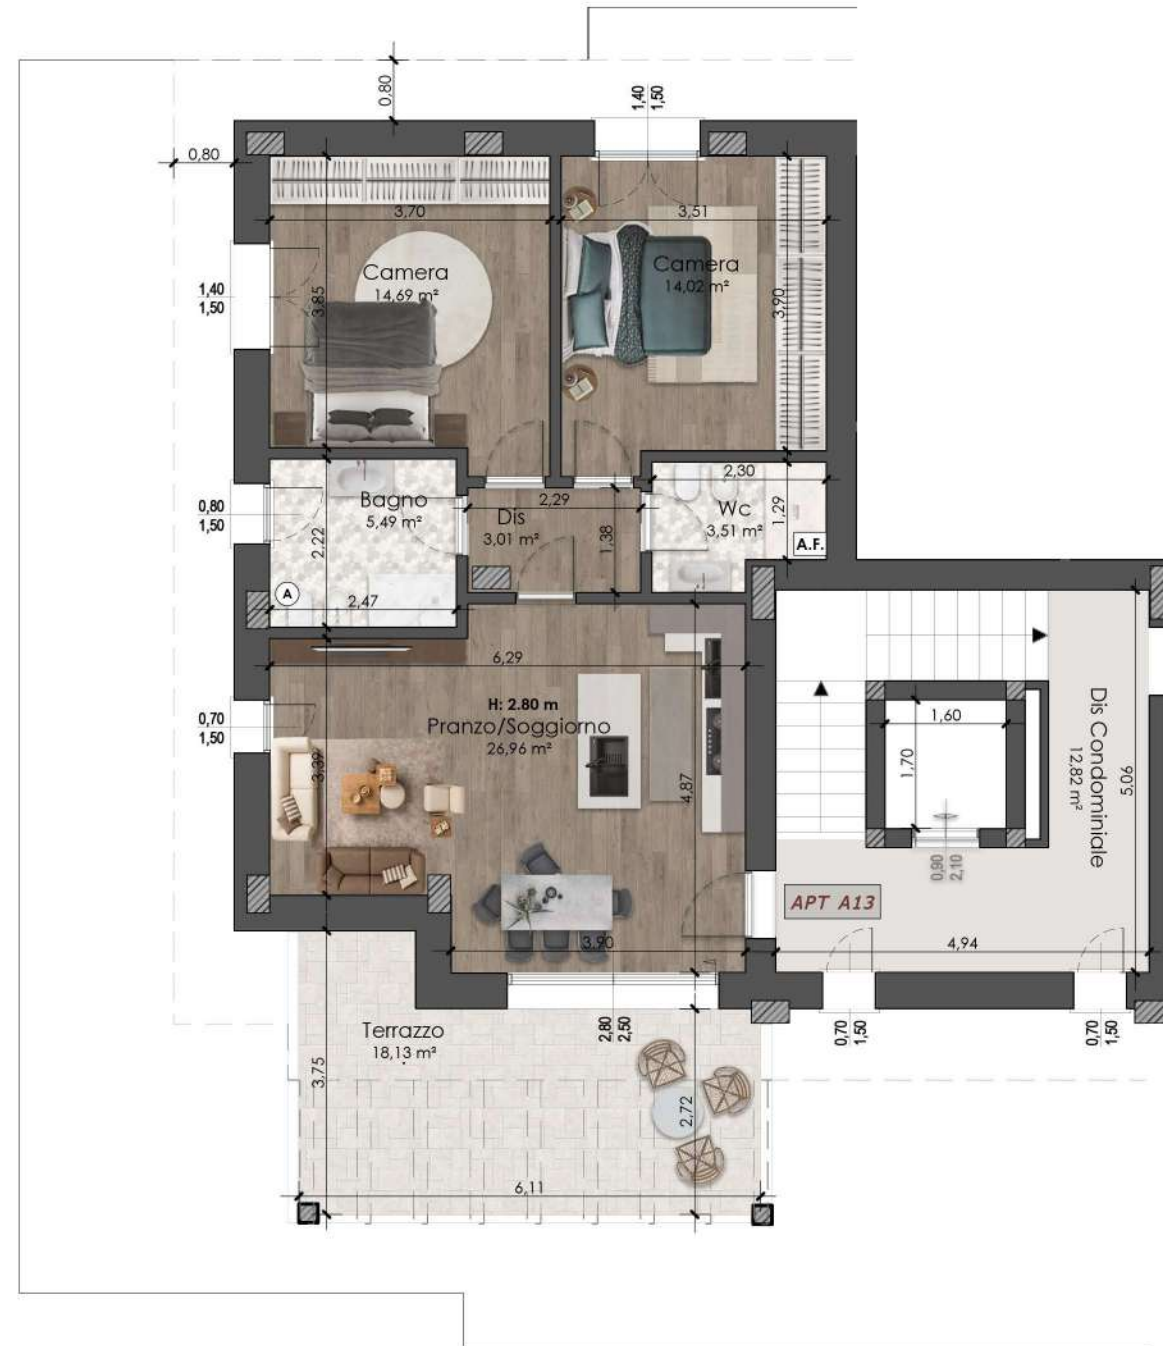 0,80
1,40
1,50
0,80
3,70
3,51
Camera
14,69 m²
Camera
14,02 m²
1,40
1,50
3,85
3,90
2,30
Bagno
5,49 m²
2,29
Dis
3,01 m²
Wc
3,51 m²
1,29
0,80
1,50
2,22
1,38
A.F.
A
2,47
6,29
H: 2.80 m
Pranzo/Soggiorno
26,96 m²
0,70
1,50
3,39
4,87
1,60
1,70
Dis Condominiale
12,82 m²
5,06
0,90
2,10
APT A13
3,90
4,94
Terrazzo
18,13 m²
2,80
2,50
0,70
1,50
0,70
1,50
3,75
2,72
6,11